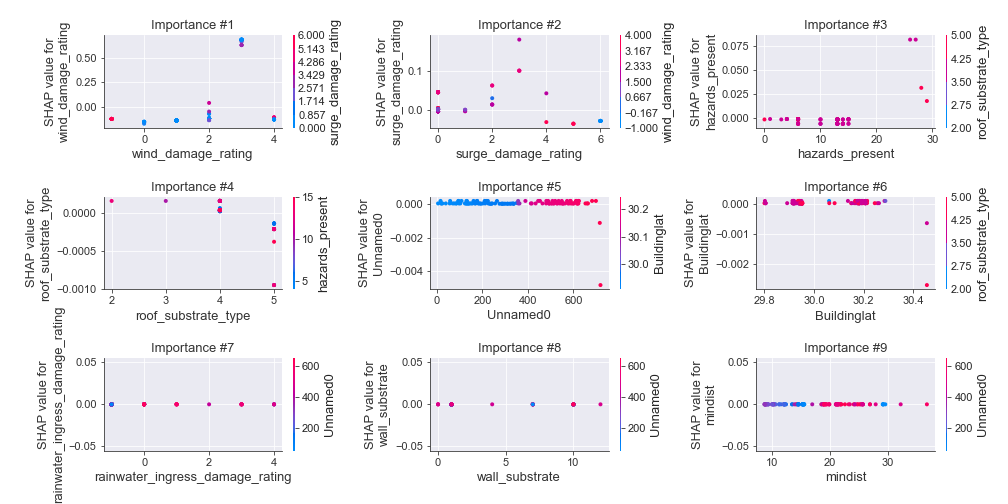 Importance #1
SHAP value for
wind_damage_rating
0.50
0.00
0
2
4
wind_damage_rating
6.000
5.143
4.286
3.429
2.571
1.714
0.857
0.000
surge_damage_rating
Importance #2
SHAP value for
surge_damage_rating
0.1
0.0
0
2
4
6
surge_damage_rating
4.000
3.167
2.333
1.500
0.667
−0.167
−1.000
wind_damage_rating
Importance #3
SHAP value for
hazards_present
0.075
0.050
0.025
0.000
0
10
20
30
hazards_present
5.00
4.25
3.50
2.75
2.00
roof_substrate_type
Importance #4
SHAP value for
roof_substrate_type
0.0000
−0.0005
−0.0010
2
3
4
5
roof_substrate_type
15
10
5
hazards_present
Importance #5
SHAP value for
Unnamed0
0.000
−0.002
−0.004
0
200
400
600
Unnamed0
30.2
30.1
30.0
Buildinglat
Importance #6
SHAP value for
Buildinglat
0.000
−0.001
−0.002
29.8
30.0
30.2
30.4
Buildinglat
5.00
4.25
3.50
2.75
2.00
roof_substrate_type
Importance #7
SHAP value for
rainwater_ingress_damage_rating
0.05
0.00
−0.05
0
2
4
rainwater_ingress_damage_rating
600
400
200
Unnamed0
Importance #8
SHAP value for
wall_substrate
0.05
0.00
−0.05
0
5
10
wall_substrate
600
400
200
Unnamed0
Importance #9
SHAP value for
mindist
0.05
0.00
−0.05
10
20
30
mindist
600
400
200
Unnamed0